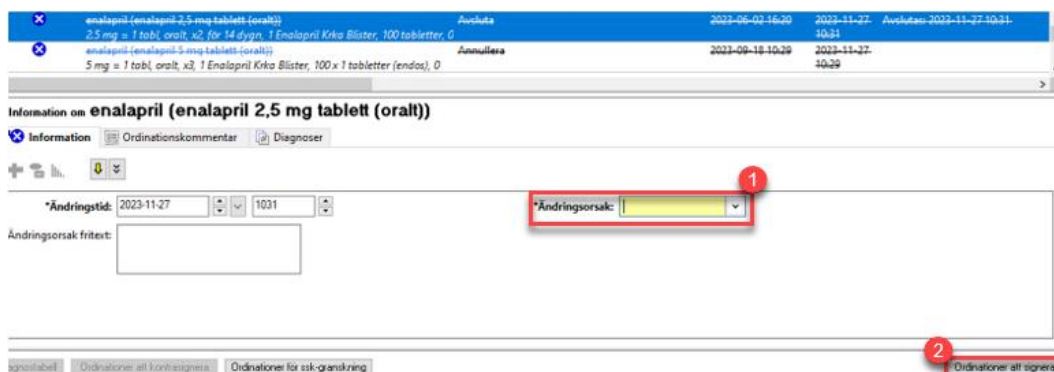 enalapril (enalapril 2,5 mg tablett (oralt)) Avsluta 2023-06-02 16:20 2023-11-27 Avslutas: 2023-11-27 10:31
2.5 mg = 1 tabl, oralt, x2, för 14 dygn, 1 Enalapril Krka Blister, 100 tabletter, 0 10:31
enalapril (enalapril 5 mg tablett (oralt)) Annullera 2023-09-18 10:29 2023-11-27
5 mg = 1 tabl, oralt, x3, 1 Enalapril Krka Blister, 100 x 1 tabletter (endos), 0 10:29
Information om enalapril (enalapril 2,5 mg tablett (oralt))
Information Ordinationskommentar Diagnoser
1
*Ändringstid: 2023-11-27 1031 *Ändringsorsak:
Ändringsorsak fritext:
2
agnostabell Ordinationer att kontrasignera Ordinationer för ssk-granskning Ordinationer att signera